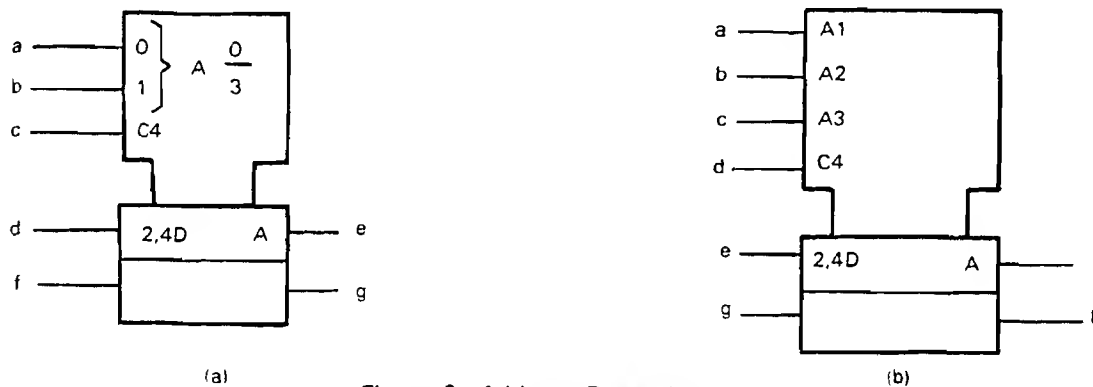 a 0 A 0
b 1 3
c C4
d 2,4D A e
f g
(a)
a A1
b A2
c A3
d C4
e 2,4D A
g
(b)